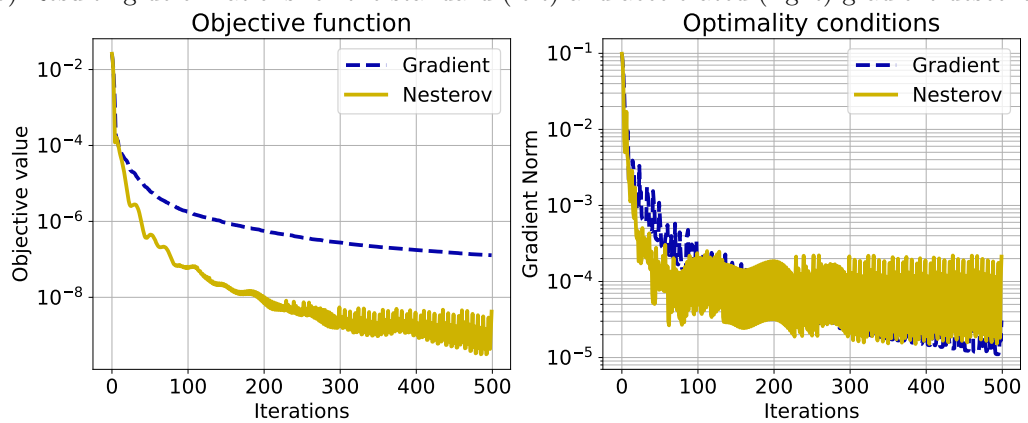 Objective function
Optimality conditions
Gradient
Nesterov
Gradient
Nesterov
Objective value
10⁻²
10⁻⁴
10⁻⁶
10⁻⁸
0 100 200 300 400 500
Iterations
Gradient Norm
10⁻¹
10⁻²
10⁻³
10⁻⁴
10⁻⁵
0 100 200 300 400 500
Iterations